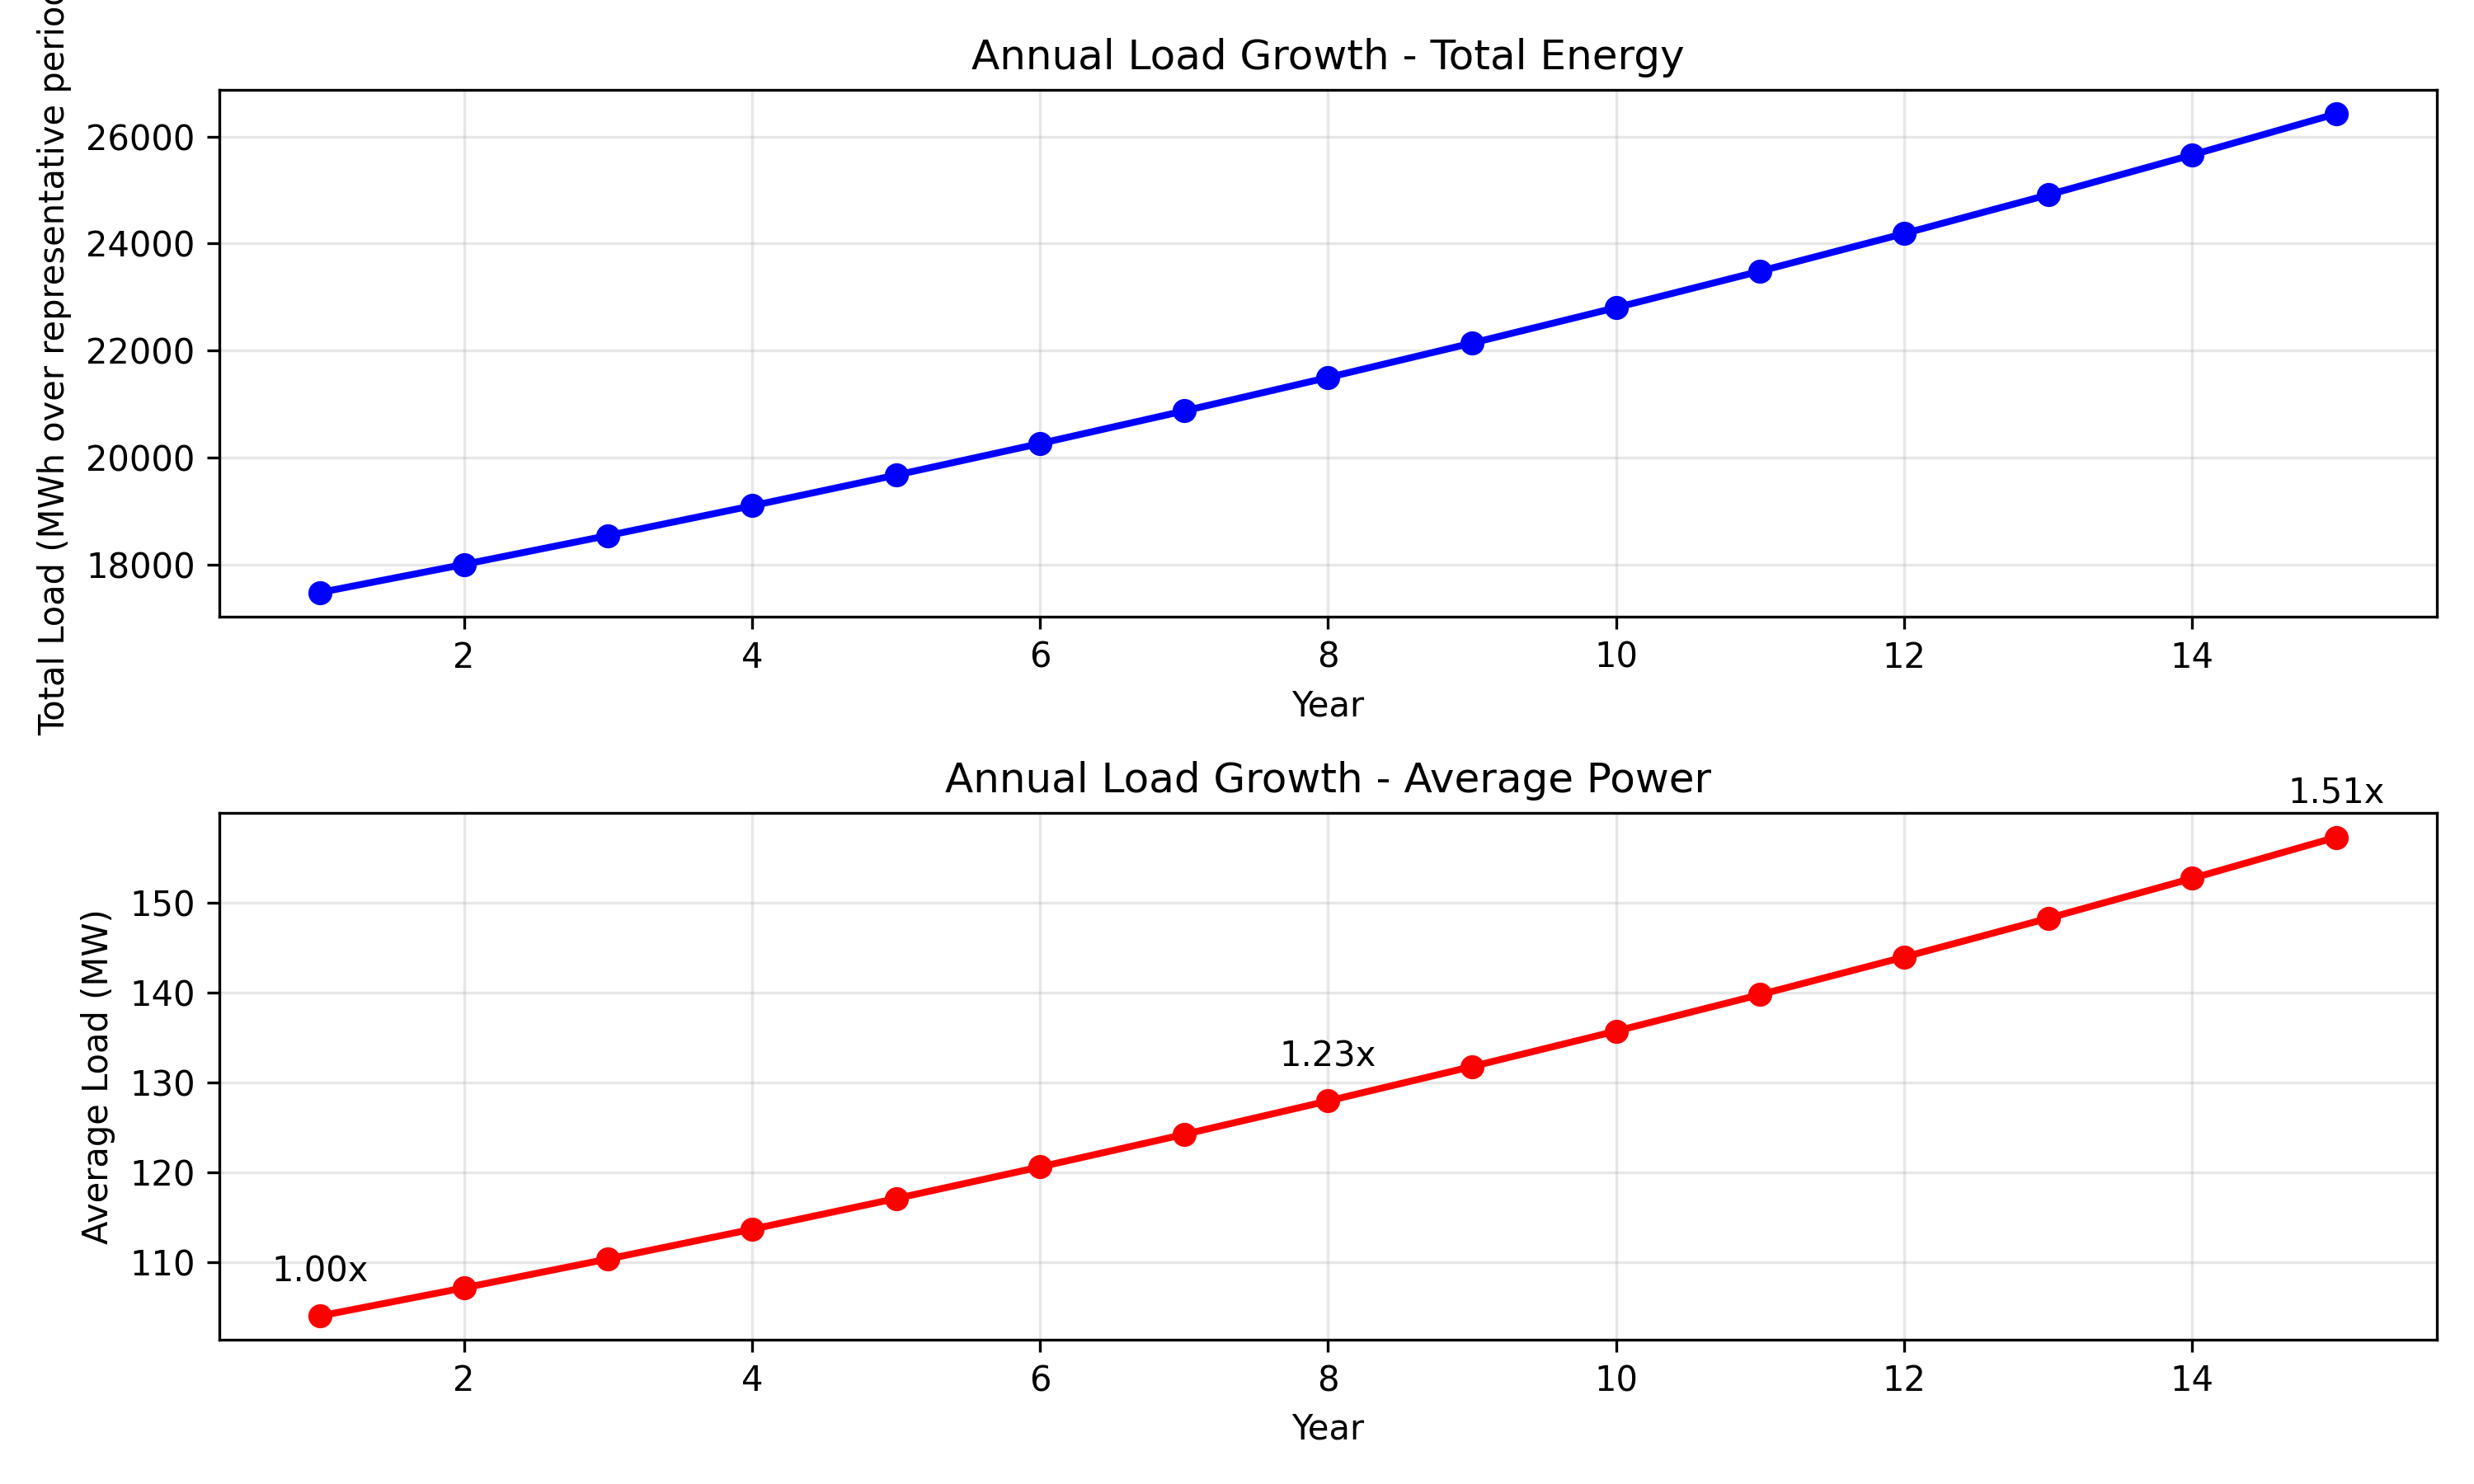 Annual Load Growth - Total Energy
Total Load (MWh over representative period
26000
24000
22000
20000
18000
2 4 6 8 10 12 14
Year
Annual Load Growth - Average Power
1.51x
Average Load (MW)
150
140
130
1.23x
120
110
1.00x
2 4 6 8 10 12 14
Year